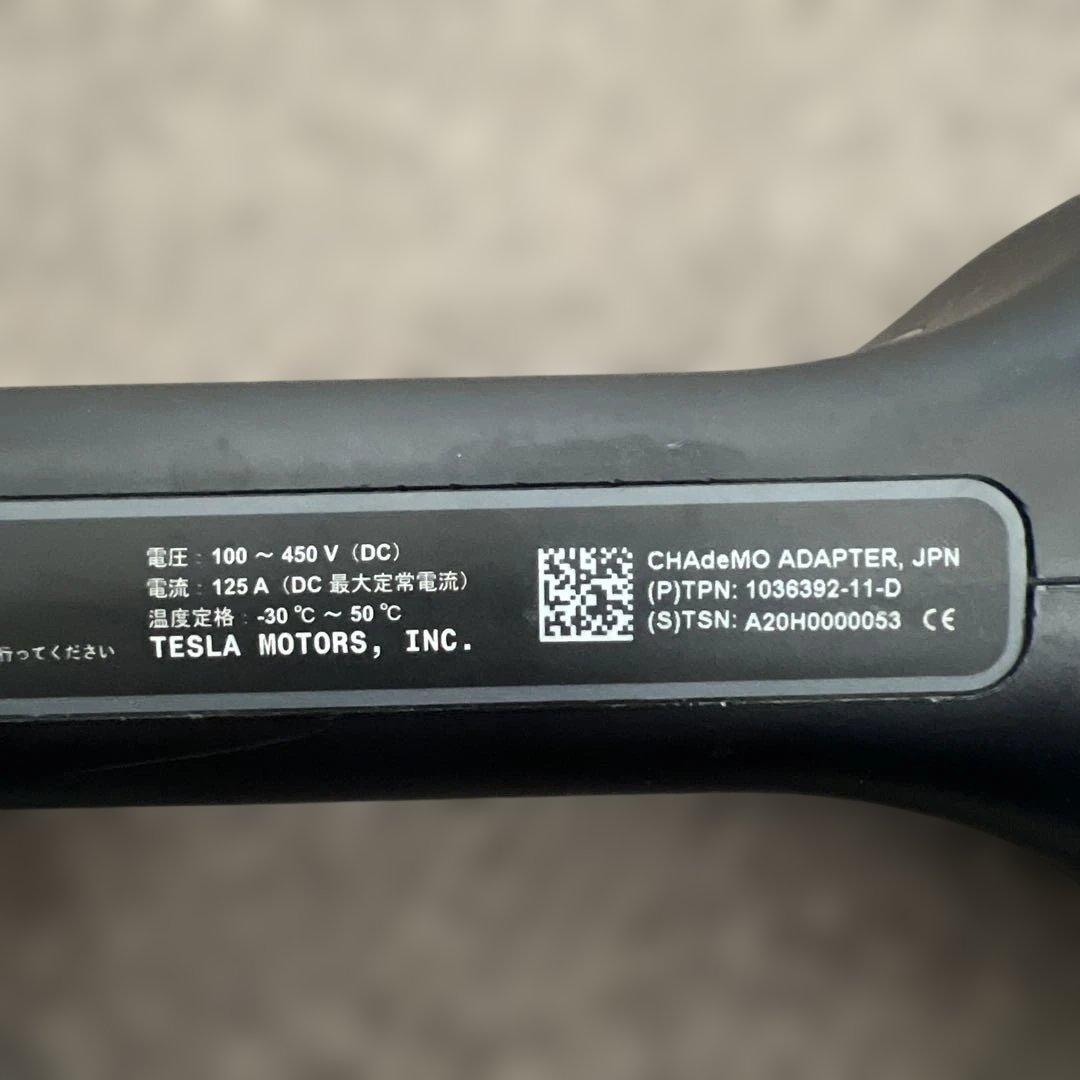 電圧 : 100 ~ 450 V (DC)
電流 : 125 A (DC 最大定常電流)
温度定格 : -30 ℃ ~ 50 ℃
TESLA MOTORS, INC.
行ってください
CHAdeMO ADAPTER, JPN
(P)TPN: 1036392-11-D
(S)TSN: A20H0000053 CE